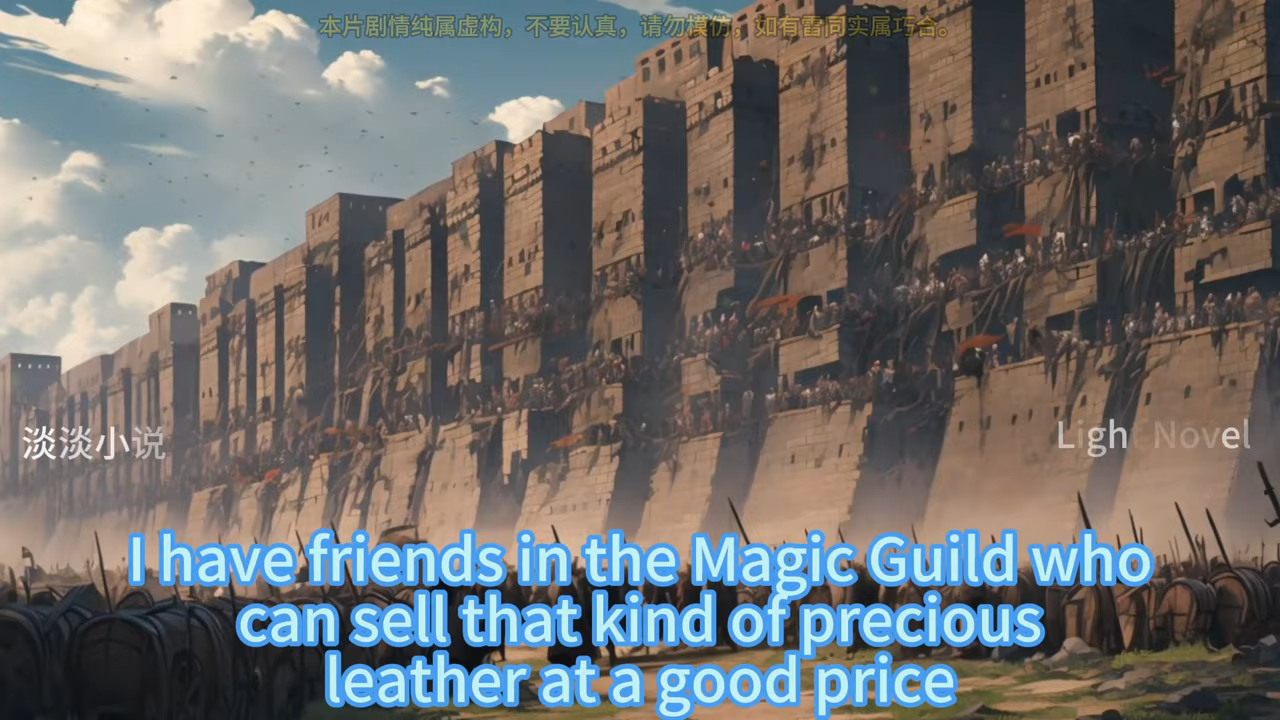 本片剧情纯属虚构，不要认真，请勿模仿，如有雷同实属巧合。
淡淡小说
Light Novel
I have friends in the Magic Guild who
can sell that kind of precious
leather at a good price